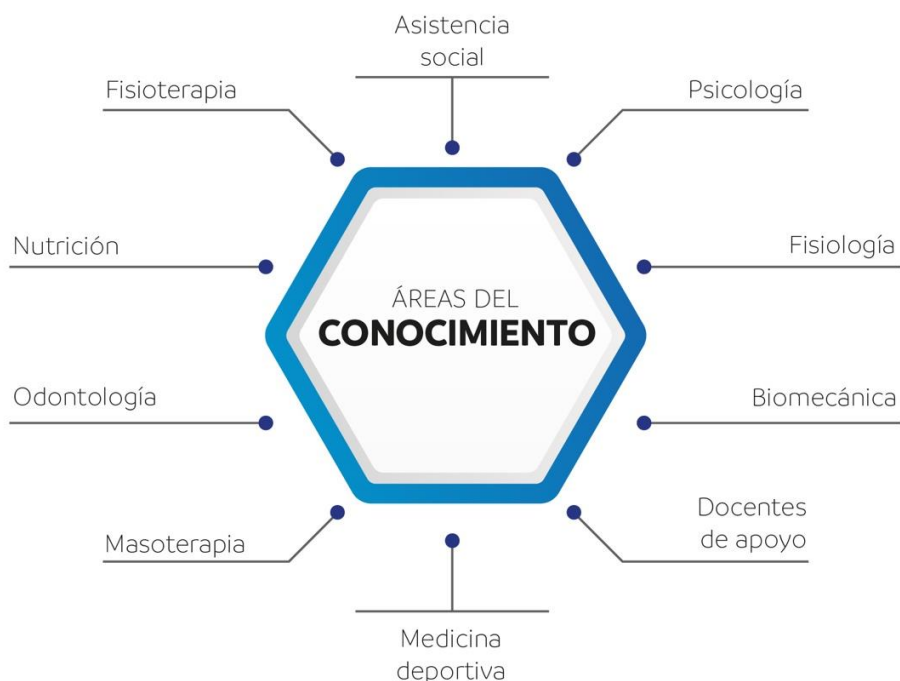 Asistencia
social
Fisioterapia
Psicología
Nutrición
Fisiología
ÁREAS DEL
CONOCIMIENTO
Odontología
Biomecánica
Masoterapia
Docentes
de apoyo
Medicina
deportiva